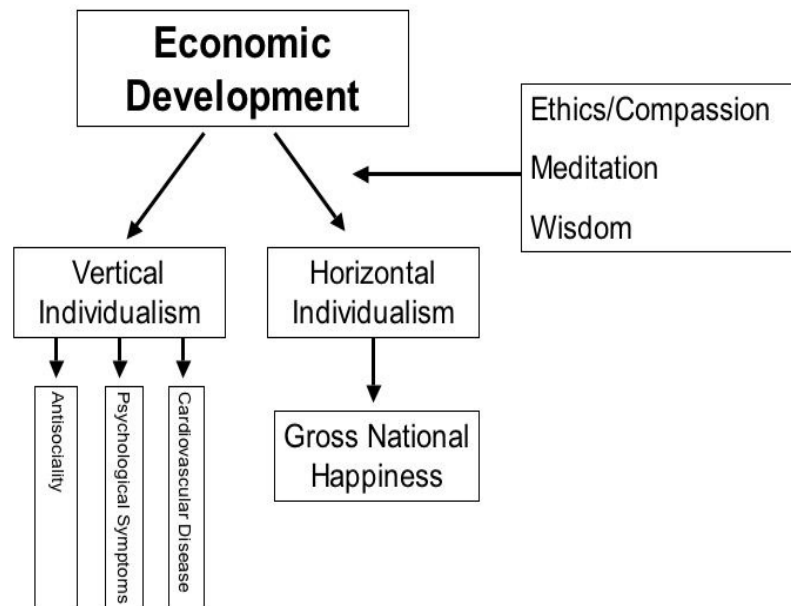 Economic
Development
Ethics/Compassion
Meditation
Wisdom
Vertical
Individualism
Horizontal
Individualism
Antisociality
Psychological Symptoms
Cardiovascular Disease
Gross National
Happiness